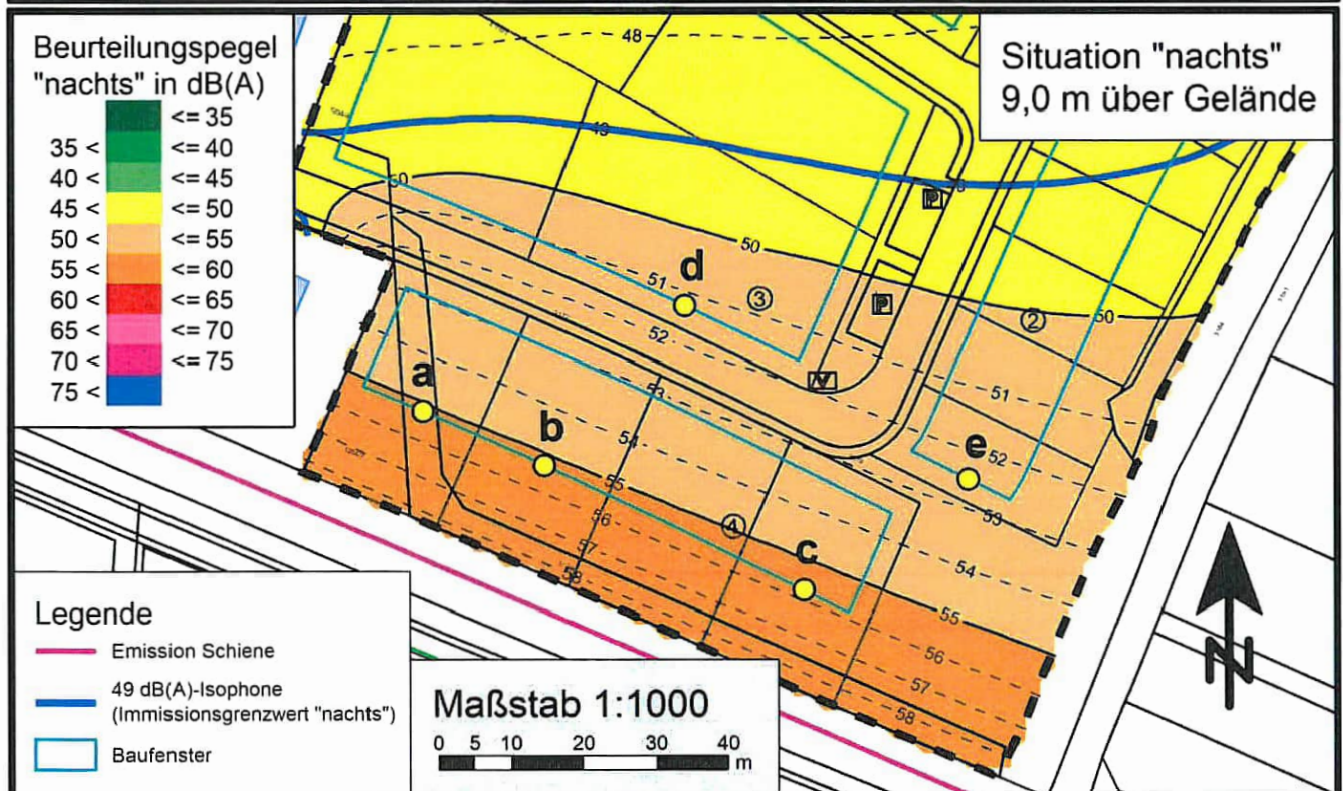 Beurteilungspegel
"nachts" in dB(A)
<= 35
35 < <= 40
40 < <= 45
45 < <= 50
50 < <= 55
55 < <= 60
60 < <= 65
65 < <= 70
70 < <= 75
75 <
Situation "nachts"
9,0 m über Gelände
48
49
50
50
50
P
P
V
d
51
③
②
52
51
a
53
b
54
e
52
53
55
④
c
54
56
55
57
56
58
57
58
N
Legende
Emission Schiene
49 dB(A)-Isophone
(Immissionsgrenzwert "nachts")
Baufenster
Maßstab 1:1000
0 5 10 20 30 40
m